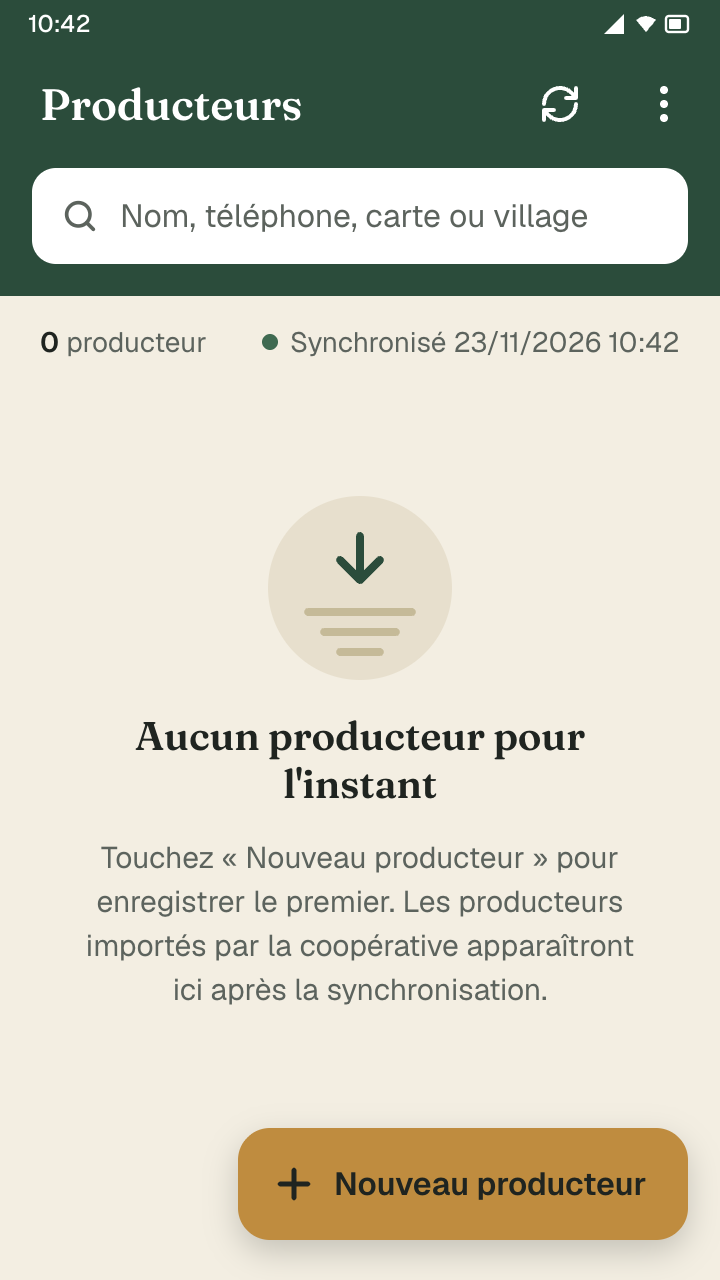 10:42
Producteurs
Nom, téléphone, carte ou village
0 producteur
Synchronisé 23/11/2026 10:42
Aucun producteur pour
l'instant
Touchez « Nouveau producteur » pour
enregistrer le premier. Les producteurs
importés par la coopérative apparaîtront
ici après la synchronisation.
Nouveau producteur